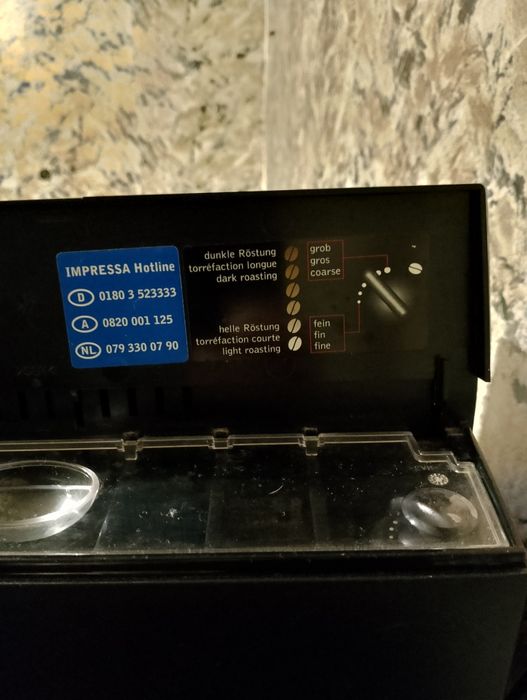 IMPRESSA Hotline
D 0180 3 523333
A 0820 001 125
NL 079 330 07 90
dunkle Röstung
torréfaction longue
dark roasting
helle Röstung
torréfaction courte
light roasting
grob
gros
coarse
fein
fin
fine